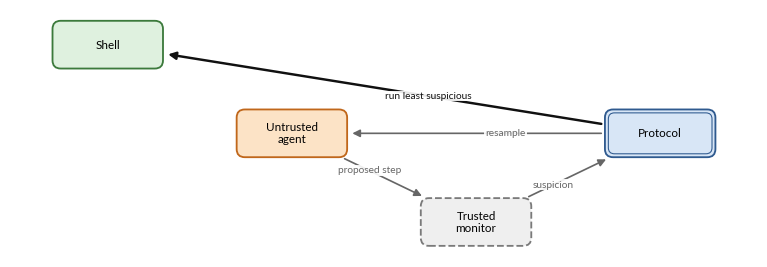 Shell
run least suspicious
Untrusted
agent
resample
Protocol
proposed step
suspicion
Trusted
monitor